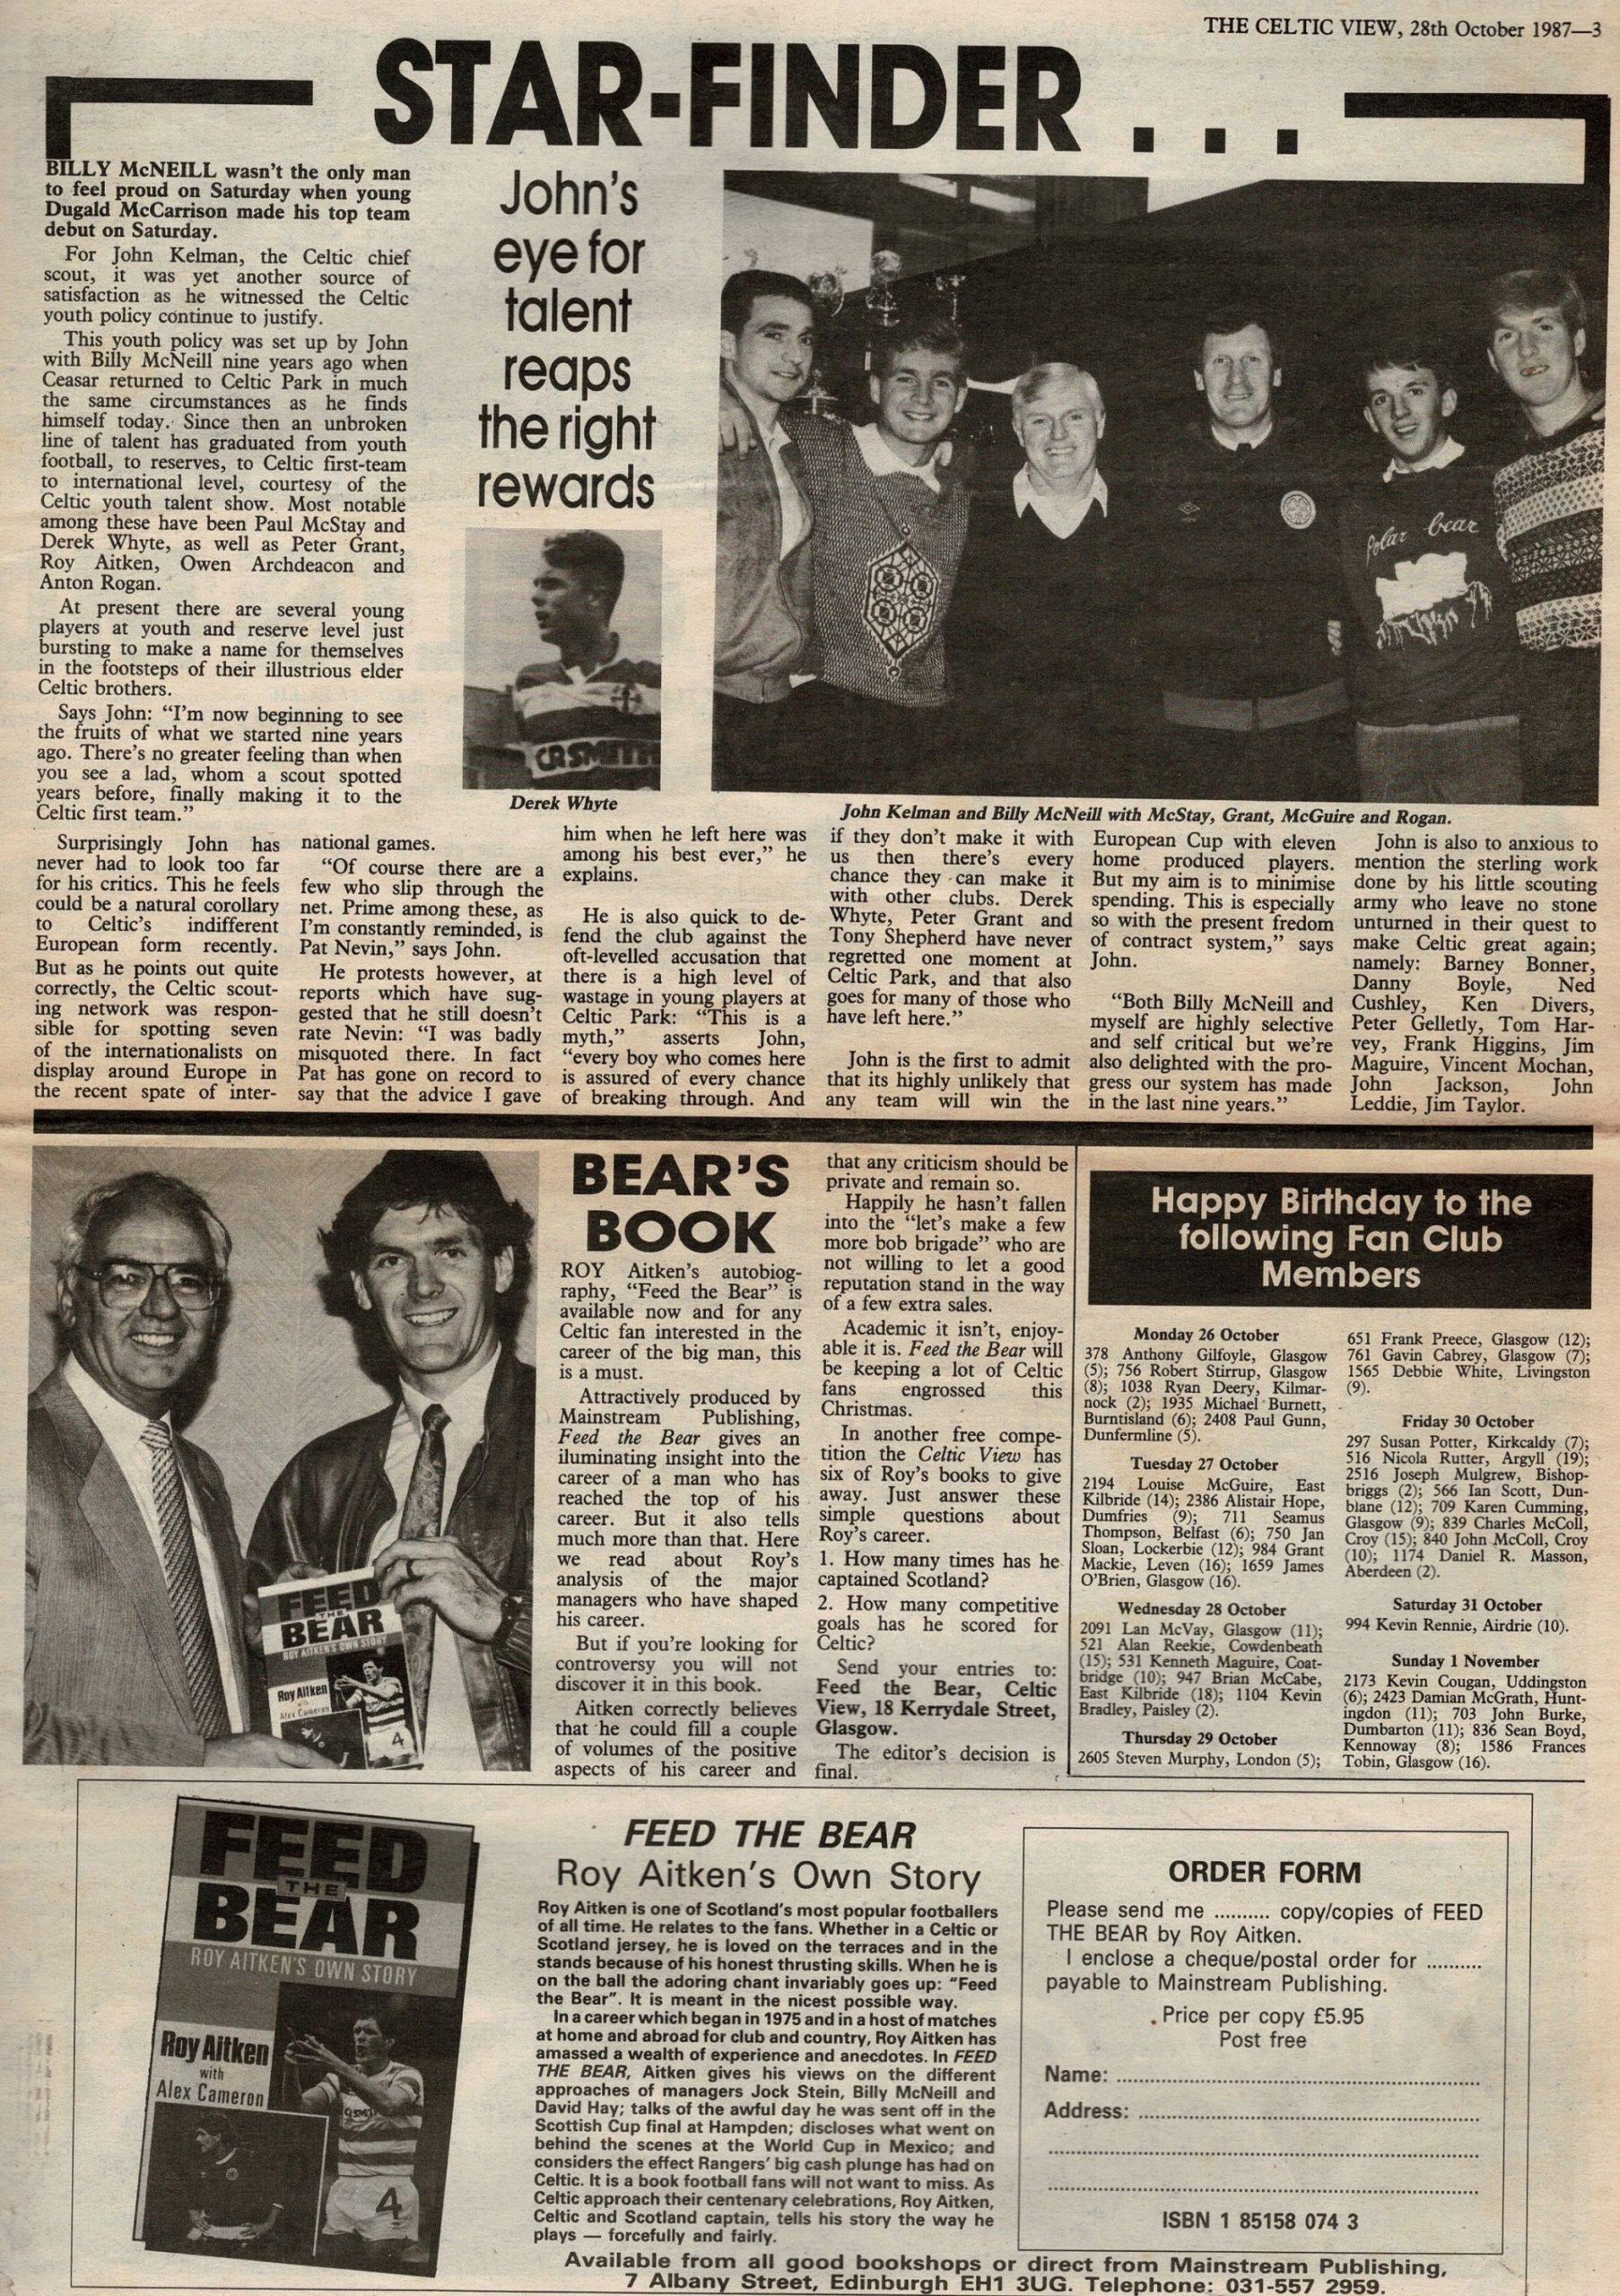 THE CELTIC VIEW, 28th October 1987—3
STAR-FINDER . . .
BILLY McNEILL wasn't the only man
to feel proud on Saturday when young
Dugald McCarrison made his top team
debut on Saturday.
For John Kelman, the Celtic chief
scout, it was yet another source of
satisfaction as he witnessed the Celtic
youth policy continue to justify.
This youth policy was set up by John
with Billy McNeill nine years ago when
Ceasar returned to Celtic Park in much
the same circumstances as he finds
himself today. Since then an unbroken
line of talent has graduated from youth
football, to reserves, to Celtic first-team
to international level, courtesy of the
Celtic youth talent show. Most notable
among these have been Paul McStay and
Derek Whyte, as well as Peter Grant,
Roy Aitken, Owen Archdeacon and
Anton Rogan.
At present there are several young
players at youth and reserve level just
bursting to make a name for themselves
in the footsteps of their illustrious elder
Celtic brothers.
Says John: "I'm now beginning to see
the fruits of what we started nine years
ago. There's no greater feeling than when
you see a lad, whom a scout spotted
years before, finally making it to the
Celtic first team."
John's
eye for
talent
reaps
the right
rewards
CR SMITH
Derek Whyte
Polar bear
John Kelman and Billy McNeill with McStay, Grant, McGuire and Rogan.
Surprisingly John has
never had to look too far
for his critics. This he feels
could be a natural corollary
to Celtic's indifferent
European form recently.
But as he points out quite
correctly, the Celtic scout-
ing network was respon-
sible for spotting seven
of the internationalists on
display around Europe in
the recent spate of inter-
national games.
"Of course there are a
few who slip through the
net. Prime among these, as
I'm constantly reminded, is
Pat Nevin," says John.
He protests however, at
reports which have sug-
gested that he still doesn't
rate Nevin: "I was badly
misquoted there. In fact
Pat has gone on record to
say that the advice I gave
him when he left here was
among his best ever," he
explains.
He is also quick to de-
fend the club against the
oft-levelled accusation that
there is a high level of
wastage in young players at
Celtic Park: "This is a
myth," asserts John,
"every boy who comes here
is assured of every chance
of breaking through. And
if they don't make it with
us then there's every
chance they can make it
with other clubs. Derek
Whyte, Peter Grant and
Tony Shepherd have never
regretted one moment at
Celtic Park, and that also
goes for many of those who
have left here."
John is the first to admit
that its highly unlikely that
any team will win the
European Cup with eleven
home produced players.
But my aim is to minimise
spending. This is especially
so with the present fredom
of contract system," says
John.
"Both Billy McNeill and
myself are highly selective
and self critical but we're
also delighted with the pro-
gress our system has made
in the last nine years."
John is also to anxious to
mention the sterling work
done by his little scouting
army who leave no stone
unturned in their quest to
make Celtic great again;
namely: Barney Bonner,
Danny Boyle, Ned
Cushley, Ken Divers,
Peter Gelletly, Tom Har-
vey, Frank Higgins, Jim
Maguire, Vincent Mochan,
John Jackson, John
Leddie, Jim Taylor.
FEED
THE
BEAR
ROY AITKEN'S OWN STORY
Roy Aitken
with
Alex Cameron
4
BEAR'S
BOOK
ROY Aitken's autobiog-
raphy, "Feed the Bear" is
available now and for any
Celtic fan interested in the
career of the big man, this
is a must.
Attractively produced by
Mainstream Publishing,
Feed the Bear gives an
iluminating insight into the
career of a man who has
reached the top of his
career. But it also tells
much more than that. Here
we read about Roy's
analysis of the major
managers who have shaped
his career.
But if you're looking for
controversy you will not
discover it in this book.
Aitken correctly believes
that he could fill a couple
of volumes of the positive
aspects of his career and
that any criticism should be
private and remain so.
Happily he hasn't fallen
into the "let's make a few
more bob brigade" who are
not willing to let a good
reputation stand in the way
of a few extra sales.
Academic it isn't, enjoy-
able it is. Feed the Bear will
be keeping a lot of Celtic
fans engrossed this
Christmas.
In another free compe-
tition the Celtic View has
six of Roy's books to give
away. Just answer these
simple questions about
Roy's career.
1. How many times has he
captained Scotland?
2. How many competitive
goals has he scored for
Celtic?
Send your entries to:
Feed the Bear, Celtic
View, 18 Kerrydale Street,
Glasgow.
The editor's decision is
final.
Happy Birthday to the
following Fan Club
Members
Monday 26 October
378 Anthony Gilfoyle, Glasgow
(5); 756 Robert Stirrup, Glasgow
(8); 1038 Ryan Deery, Kilmar-
nock (2); 1935 Michael Burnett,
Burntisland (6); 2408 Paul Gunn,
Dunfermline (5).
Tuesday 27 October
2194 Louise McGuire, East
Kilbride (14); 2386 Alistair Hope,
Dumfries (9); 711 Seamus
Thompson, Belfast (6); 750 Jan
Sloan, Lockerbie (12); 984 Grant
Mackie, Leven (16); 1659 James
O'Brien, Glasgow (16).
Wednesday 28 October
2091 Lan McVay, Glasgow (11);
521 Alan Reekie, Cowdenbeath
(15); 531 Kenneth Maguire, Coat-
bridge (10); 947 Brian McCabe,
East Kilbride (18); 1104 Kevin
Bradley, Paisley (2).
Thursday 29 October
2605 Steven Murphy, London (5);
651 Frank Preece, Glasgow (12);
761 Gavin Cabrey, Glasgow (7);
1565 Debbie White, Livingston
(9).
Friday 30 October
297 Susan Potter, Kirkcaldy (7);
516 Nicola Rutter, Argyll (19);
2516 Joseph Mulgrew, Bishop-
briggs (2); 566 Ian Scott, Dun-
blane (12); 709 Karen Cumming,
Glasgow (9); 839 Charles McColl,
Croy (15); 840 John McColl, Croy
(10); 1174 Daniel R. Masson,
Aberdeen (2).
Saturday 31 October
994 Kevin Rennie, Airdrie (10).
Sunday 1 November
2173 Kevin Cougan, Uddington
(6); 2423 Damian McGrath, Hunt-
ingdon (11); 703 John Burke,
Dumbarton (11); 836 Sean Boyd,
Kennoway (8); 1586 Frances
Tobin, Glasgow (16).
FEED
THE
BEAR
ROY AITKEN'S OWN STORY
Roy Aitken
with
Alex Cameron
4
FEED THE BEAR
Roy Aitken's Own Story
Roy Aitken is one of Scotland's most popular footballers
of all time. He relates to the fans. Whether in a Celtic or
Scotland jersey, he is loved on the terraces and in the
stands because of his honest thrusting skills. When he is
on the ball the adoring chant invariably goes up: "Feed
the Bear". It is meant in the nicest possible way.
In a career which began in 1975 and in a host of matches
at home and abroad for club and country, Roy Aitken has
amassed a wealth of experience and anecdotes. In FEED
THE BEAR, Aitken gives his views on the different
approaches of managers Jock Stein, Billy McNeill and
David Hay; talks of the awful day he was sent off in the
Scottish Cup final at Hampden; discloses what went on
behind the scenes at the World Cup in Mexico; and
considers the effect Rangers' big cash plunge has had on
Celtic. It is a book football fans will not want to miss. As
Celtic approach their centenary celebrations, Roy Aitken,
Celtic and Scotland captain, tells his story the way he
plays — forcefully and fairly.
ORDER FORM
Please send me .......... copy/copies of FEED
THE BEAR by Roy Aitken.
I enclose a cheque/postal order for ..........
payable to Mainstream Publishing.
Price per copy £5.95
Post free
Name: ..........
Address: ..........
ISBN 1 85158 074 3
Available from all good bookshops or direct from Mainstream Publishing,
7 Albany Street, Edinburgh EH1 3UG. Telephone: 031-557 2959.